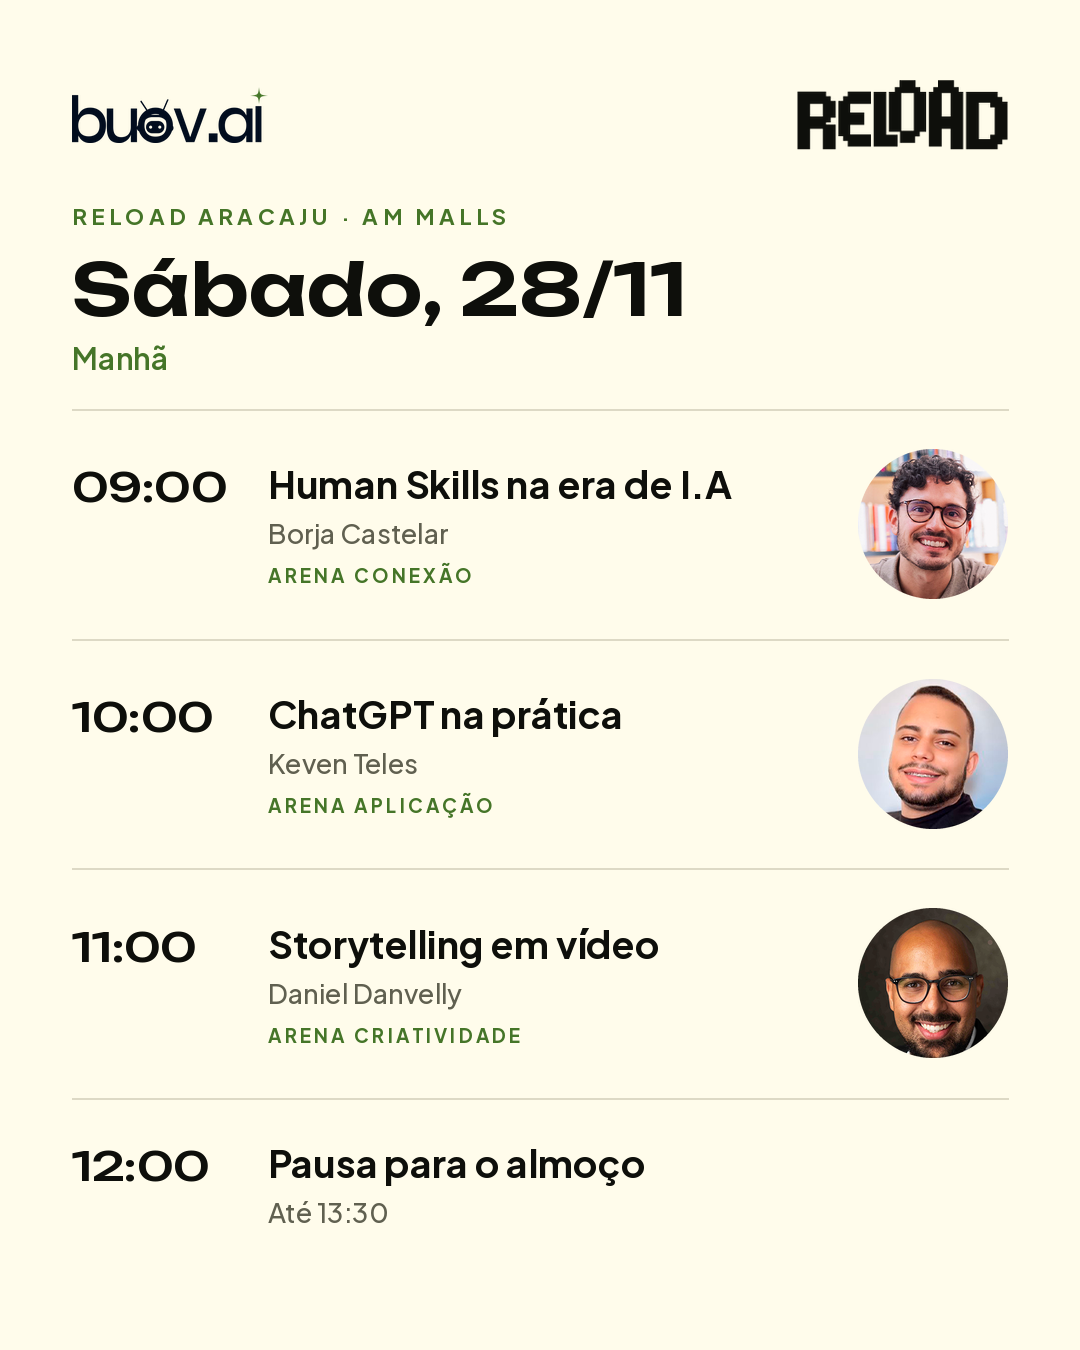 buov.ai
RELOAD
RELOAD ARACAJU · AM MALLS
Sábado, 28/11
Manhã
09:00
Human Skills na era de I.A
Borja Castelar
ARENA CONEXÃO
10:00
ChatGPT na prática
Keven Teles
ARENA APLICAÇÃO
11:00
Storytelling em vídeo
Daniel Danvelly
ARENA CRIATIVIDADE
12:00
Pausa para o almoço
Até 13:30